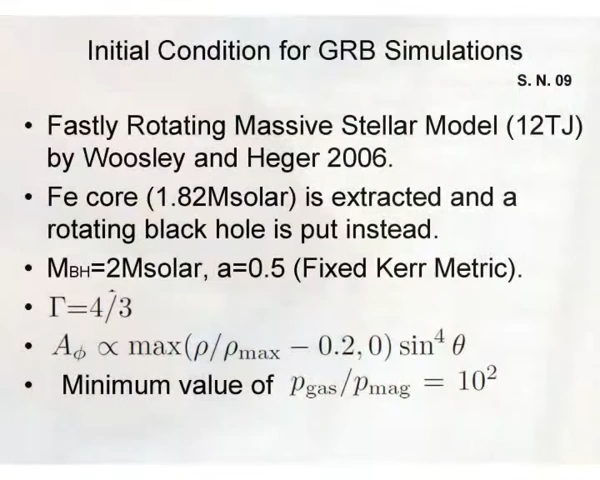 Initial Condition for GRB Simulations
S. N. 09
• Fastly Rotating Massive Stellar Model (12TJ)
by Woosley and Heger 2006.
• Fe core (1.82Msolar) is extracted and a
rotating black hole is put instead.
• MBH=2Msolar, a=0.5 (Fixed Kerr Metric).
• Γ=4/3
• Aϕ ∝ max(ρ/ρmax − 0.2, 0) sin⁴ θ
• Minimum value of pgas/pmag = 10²